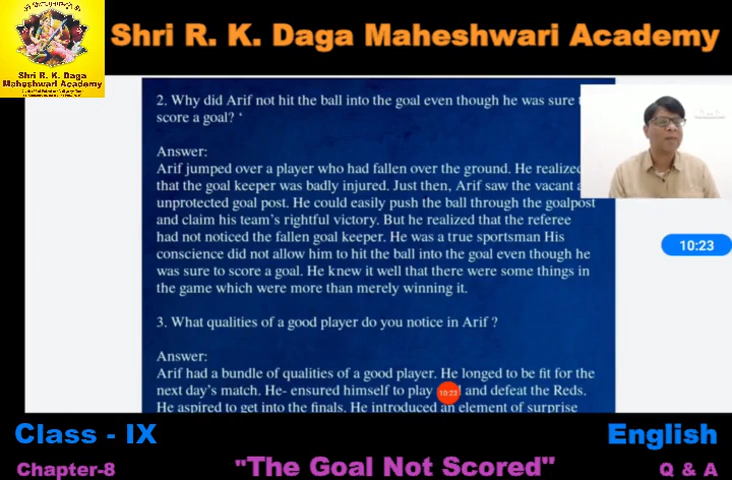 Shri R. K. Daga Maheshwari Academy
Shri R. K. Daga
Maheshwari Academy
2. Why did Arif not hit the ball into the goal even though he was sure
score a goal? ‘
Answer:
Arif jumped over a player who had fallen over the ground. He realized
that the goal keeper was badly injured. Just then, Arif saw the vacant
unprotected goal post. He could easily push the ball through the goalpost
and claim his team's rightful victory. But he realized that the referee
had not noticed the fallen goal keeper. He was a true sportsman His
conscience did not allow him to hit the ball into the goal even though he
was sure to score a goal. He knew it well that there were some things in
the game which were more than merely winning it.
3. What qualities of a good player do you notice in Arif ?
Answer:
Arif had a bundle of qualities of a good player. He longed to be fit for the
next day's match. He- ensured himself to play and defeat the Reds.
He aspired to get into the finals. He introduced an element of surprise
10:23
10:23
Class - IX
English
Chapter-8
"The Goal Not Scored"
Q & A